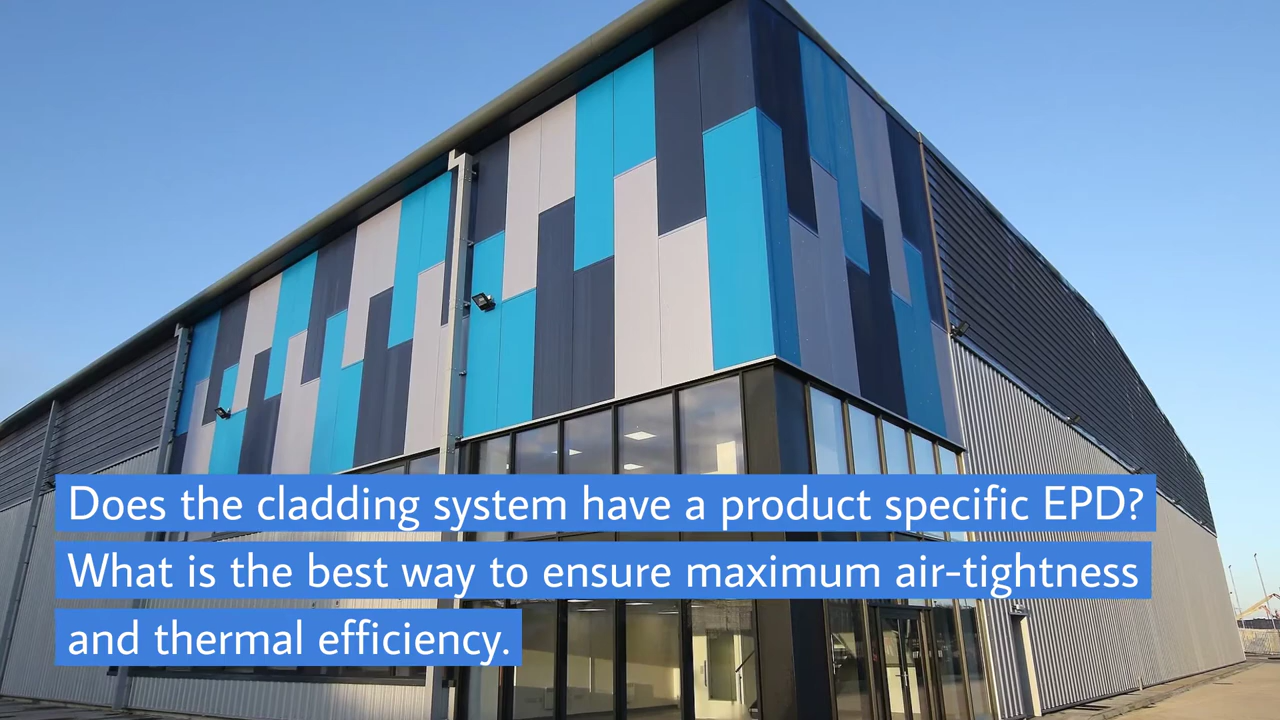 Does the cladding system have a product specific EPD?
What is the best way to ensure maximum air-tightness
and thermal efficiency.